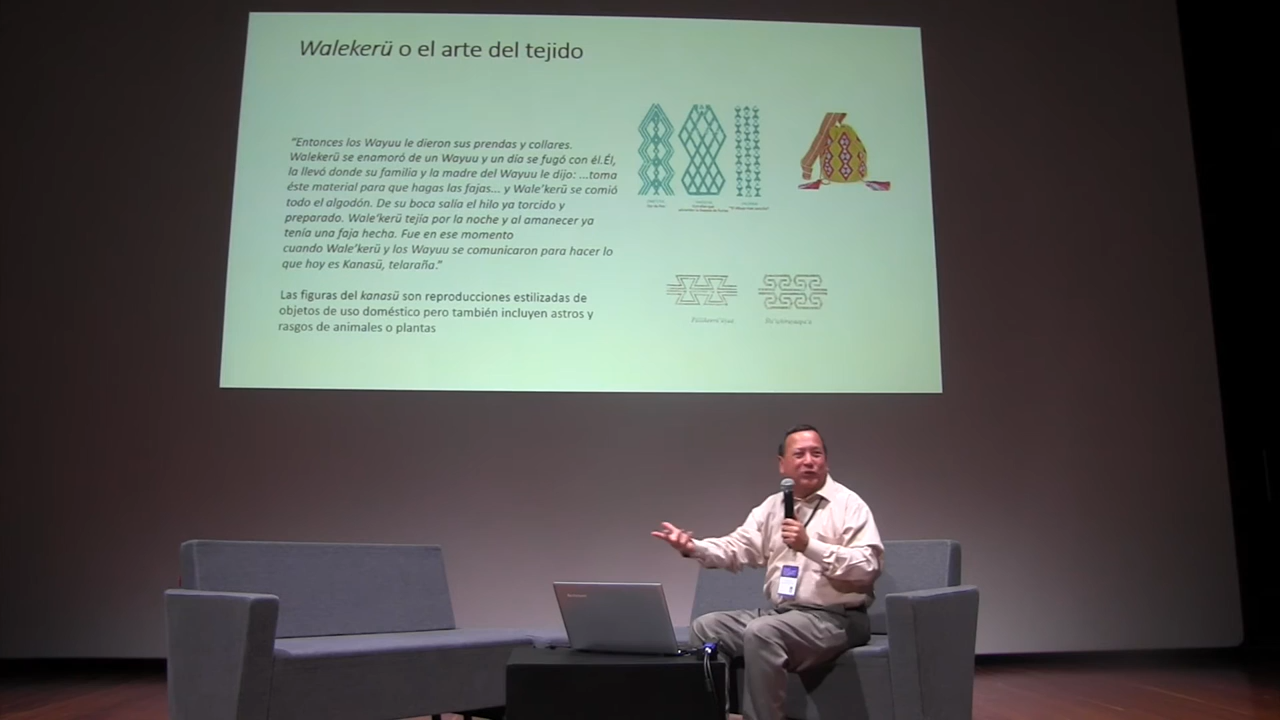 Walekerü o el arte del tejido
"Entonces los Wayuu le dieron sus prendas y collares.
Walekerü se enamoró de un Wayuu y un día se fugó con él.Él,
la llevó donde su familia y la madre del Wayuu le dijo: ...toma
éste material para que hagas las fajas... y Wale'kerü se comió
todo el algodón. De su boca salía el hilo ya torcido y
preparado. Wale'kerü tejía por la noche y al amanecer ya
tenía una faja hecha. Fue en ese momento
cuando Wale'kerü y los Wayuu se comunicaron para hacer lo
que hoy es Kanasü, telaraña."
Las figuras del kanasü son reproducciones estilizadas de
objetos de uso doméstico pero también incluyen astros y
rasgos de animales o plantas